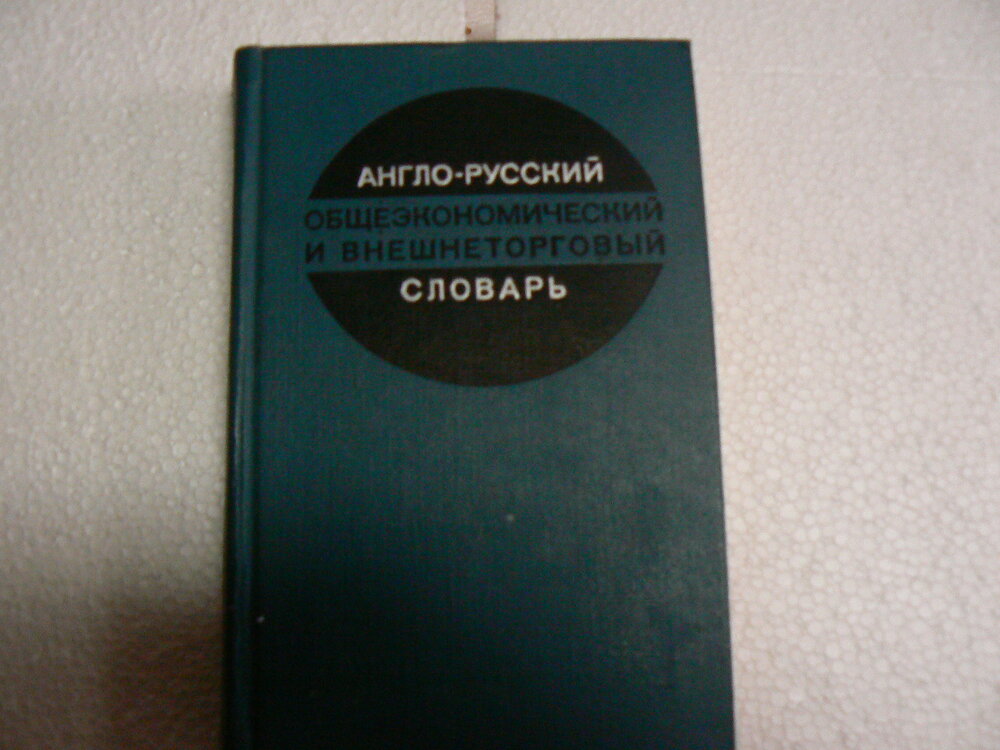 АНГЛО-РУССКИЙ
ОБЩЕЭКОНОМИЧЕСКИЙ
И ВНЕШНЕТОРГОВЫЙ
СЛОВАРЬ